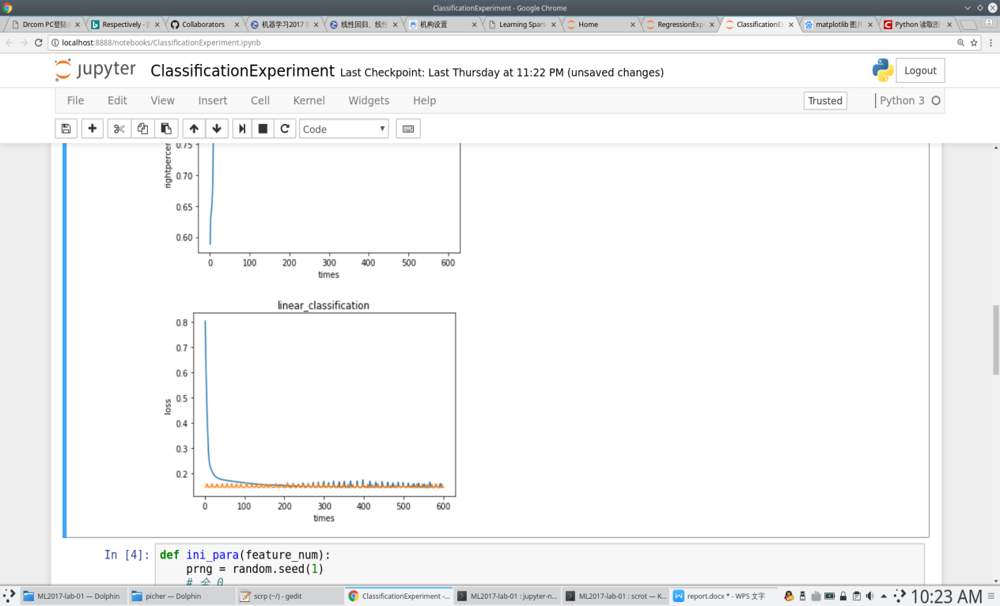 ClassificationExperiment - Google Chrome
Drcom PC登陆 Respectively - Collaborators 机器学习2017 线性回归、线性 机构设置 Learning Spar Home RegressionExp ClassificationEx matplotlib 图片 Python 读取图
localhost:8888/notebooks/ClassificationExperiment.ipynb
jupyter ClassificationExperiment Last Checkpoint: Last Thursday at 11:22 PM (unsaved changes) Logout
File Edit View Insert Cell Kernel Widgets Help Trusted Python 3
Code
0.75
rightpercen
0.70
0.65
0.60
0 100 200 300 400 500 600
times
linear_classification
0.8
0.7
0.6
loss
0.5
0.4
0.3
0.2
0 100 200 300 400 500 600
times
In [4]: def ini_para(feature_num):
prng = random.seed(1)
# 全 0
ML2017-lab-01 — Dolphin picher — Dolphin scrp (~/) - gedit ClassificationExperiment -... ML2017-lab-01 : jupyter-n... ML2017-lab-01 : scrot — K... report.docx * - WPS 文字 10:23 AM